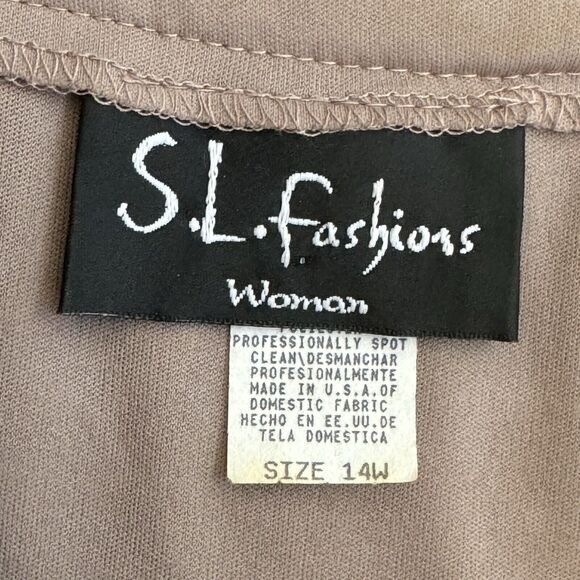 S.L. Fashions
Woman
PROFESSIONALLY SPOT
CLEAN\DESMANCHAR
PROFESIONALMENTE
MADE IN U.S.A.OF
DOMESTIC FABRIC
HECHO EN EE.UU.DE
TELA DOMESTICA
SIZE 14W